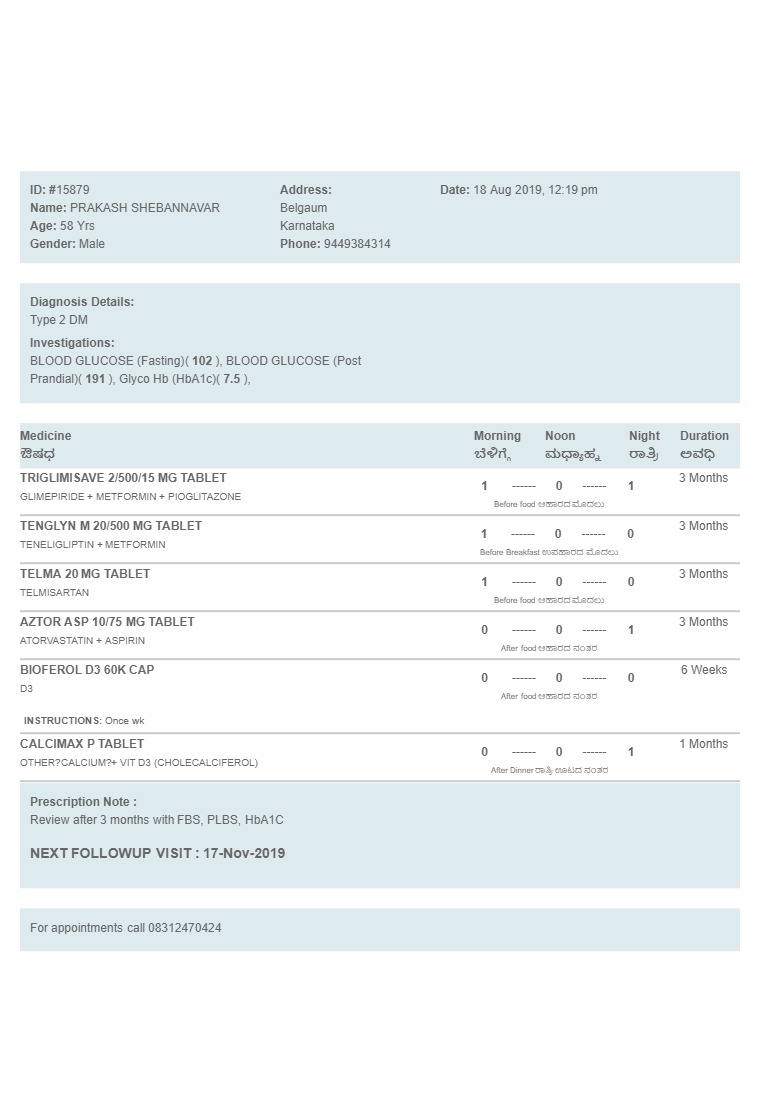 ID: #15879
Name: PRAKASH SHEBANNAVAR
Age: 58 Yrs
Gender: Male
Address:
Belgaum
Karnataka
Phone: 9449384314
Date: 18 Aug 2019, 12:19 pm
Diagnosis Details:
Type 2 DM
Investigations:
BLOOD GLUCOSE (Fasting)( 102 ), BLOOD GLUCOSE (Post
Prandial)( 191 ), Glyco Hb (HbA1c)( 7.5 ),
Medicine Morning Noon Night Duration
ಔಷಧ ಬೆಳಿಗ್ಗೆ ಮಧ್ಯಾಹ್ನ ರಾತ್ರಿ ಅವಧಿ
TRIGLIMISAVE 2/500/15 MG TABLET 1 ------ 0 ------ 1 3 Months
GLIMEPIRIDE + METFORMIN + PIOGLITAZONE
Before food ಆಹಾರದ ಮೊದಲು
TENGLYN M 20/500 MG TABLET 1 ------ 0 ------ 0 3 Months
TENELIGLIPTIN + METFORMIN
Before Breakfast ಉಪಹಾರದ ಮೊದಲು
TELMA 20 MG TABLET 1 ------ 0 ------ 0 3 Months
TELMISARTAN
Before food ಆಹಾರದ ಮೊದಲು
AZTOR ASP 10/75 MG TABLET 0 ------ 0 ------ 1 3 Months
ATORVASTATIN + ASPIRIN
After food ಆಹಾರದ ನಂತರ
BIOFEROL D3 60K CAP 0 ------ 0 ------ 0 6 Weeks
D3
After food ಆಹಾರದ ನಂತರ
INSTRUCTIONS: Once wk
CALCIMAX P TABLET 0 ------ 0 ------ 1 1 Months
OTHER?CALCIUM?+ VIT D3 (CHOLECALCIFEROL)
After Dinner ರಾತ್ರಿ ಊಟದ ನಂತರ
Prescription Note :
Review after 3 months with FBS, PLBS, HbA1C
NEXT FOLLOWUP VISIT : 17-Nov-2019
For appointments call 08312470424